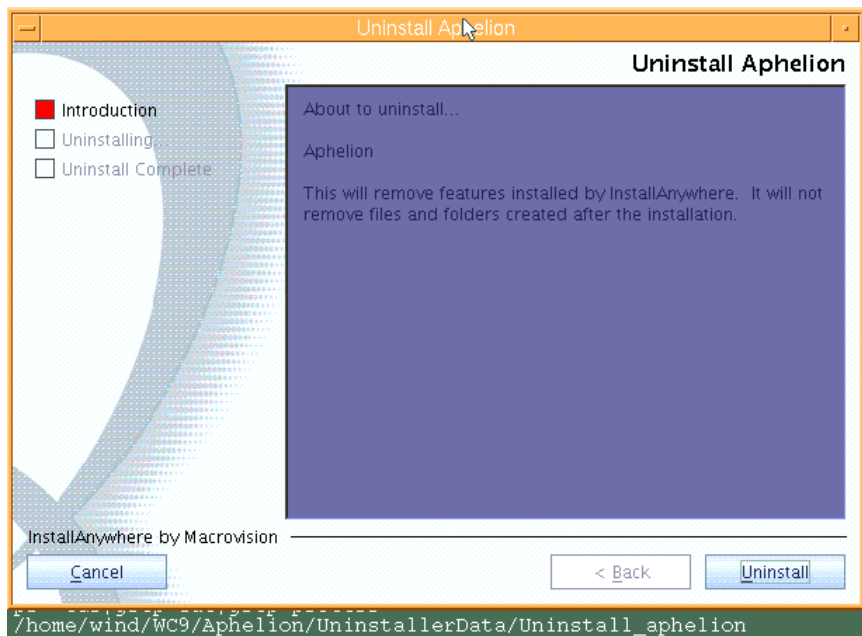 Uninstall Aphelion
Uninstall Aphelion
Introduction
Uninstalling...
Uninstall Complete
About to uninstall...
Aphelion
This will remove features installed by InstallAnywhere. It will not
remove files and folders created after the installation.
InstallAnywhere by Macrovision
Cancel
< Back
Uninstall
/home/wind/WC9/Aphelion/UninstallerData/Uninstall_aphelion